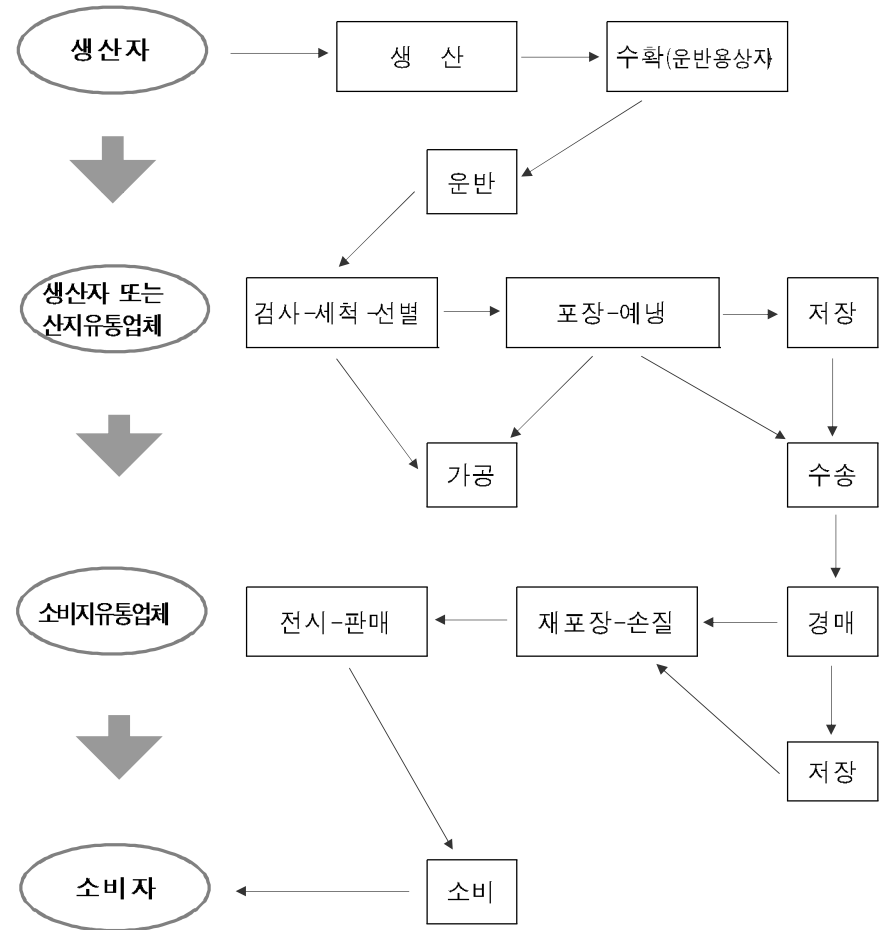 생산자
생 산
수확(운반용상자)
운반
생산자 또는
산지유통업체
검사-세척-선별
포장-예냉
저장
가공
수송
소비지유통업체
전시-판매
재포장-손질
경매
저장
소비자
소비